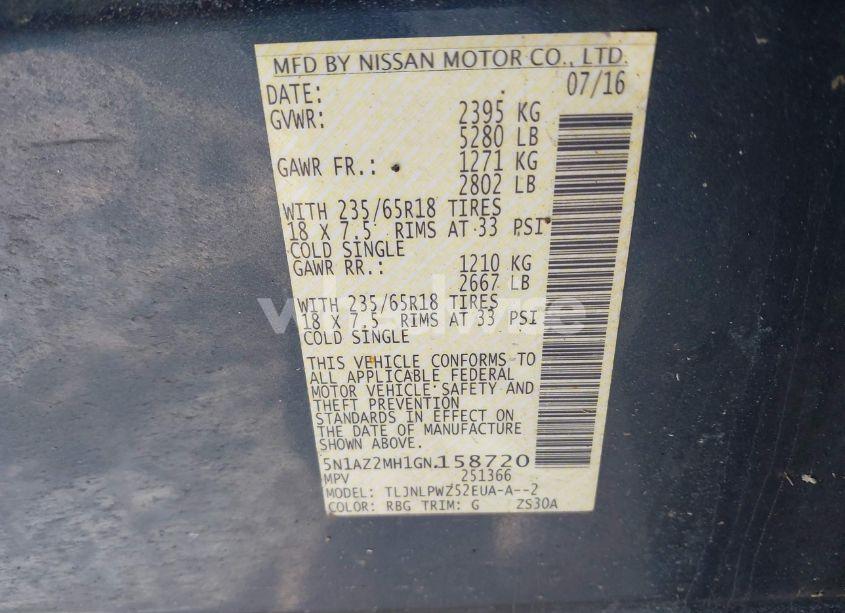 MFD BY NISSAN MOTOR CO., LTD.
DATE: 07/16
GVWR: 2395 KG
5280 LB
GAWR FR.: 1271 KG
2802 LB
WITH 235/65R18 TIRES
18 X 7.5 RIMS AT 33 PSI
COLD SINGLE
GAWR RR.: 1210 KG
2667 LB
WITH 235/65R18 TIRES
18 X 7.5 RIMS AT 33 PSI
COLD SINGLE
THIS VEHICLE CONFORMS TO
ALL APPLICABLE FEDERAL
MOTOR VEHICLE SAFETY AND
THEFT PREVENTION
STANDARDS IN EFFECT ON
THE DATE OF MANUFACTURE
SHOWN ABOVE.
5N1AZ2MH1GN158720
MPV 251366
MODEL: TLJNLPWZ52EUA-A--2
COLOR: RBG TRIM: G ZS30A